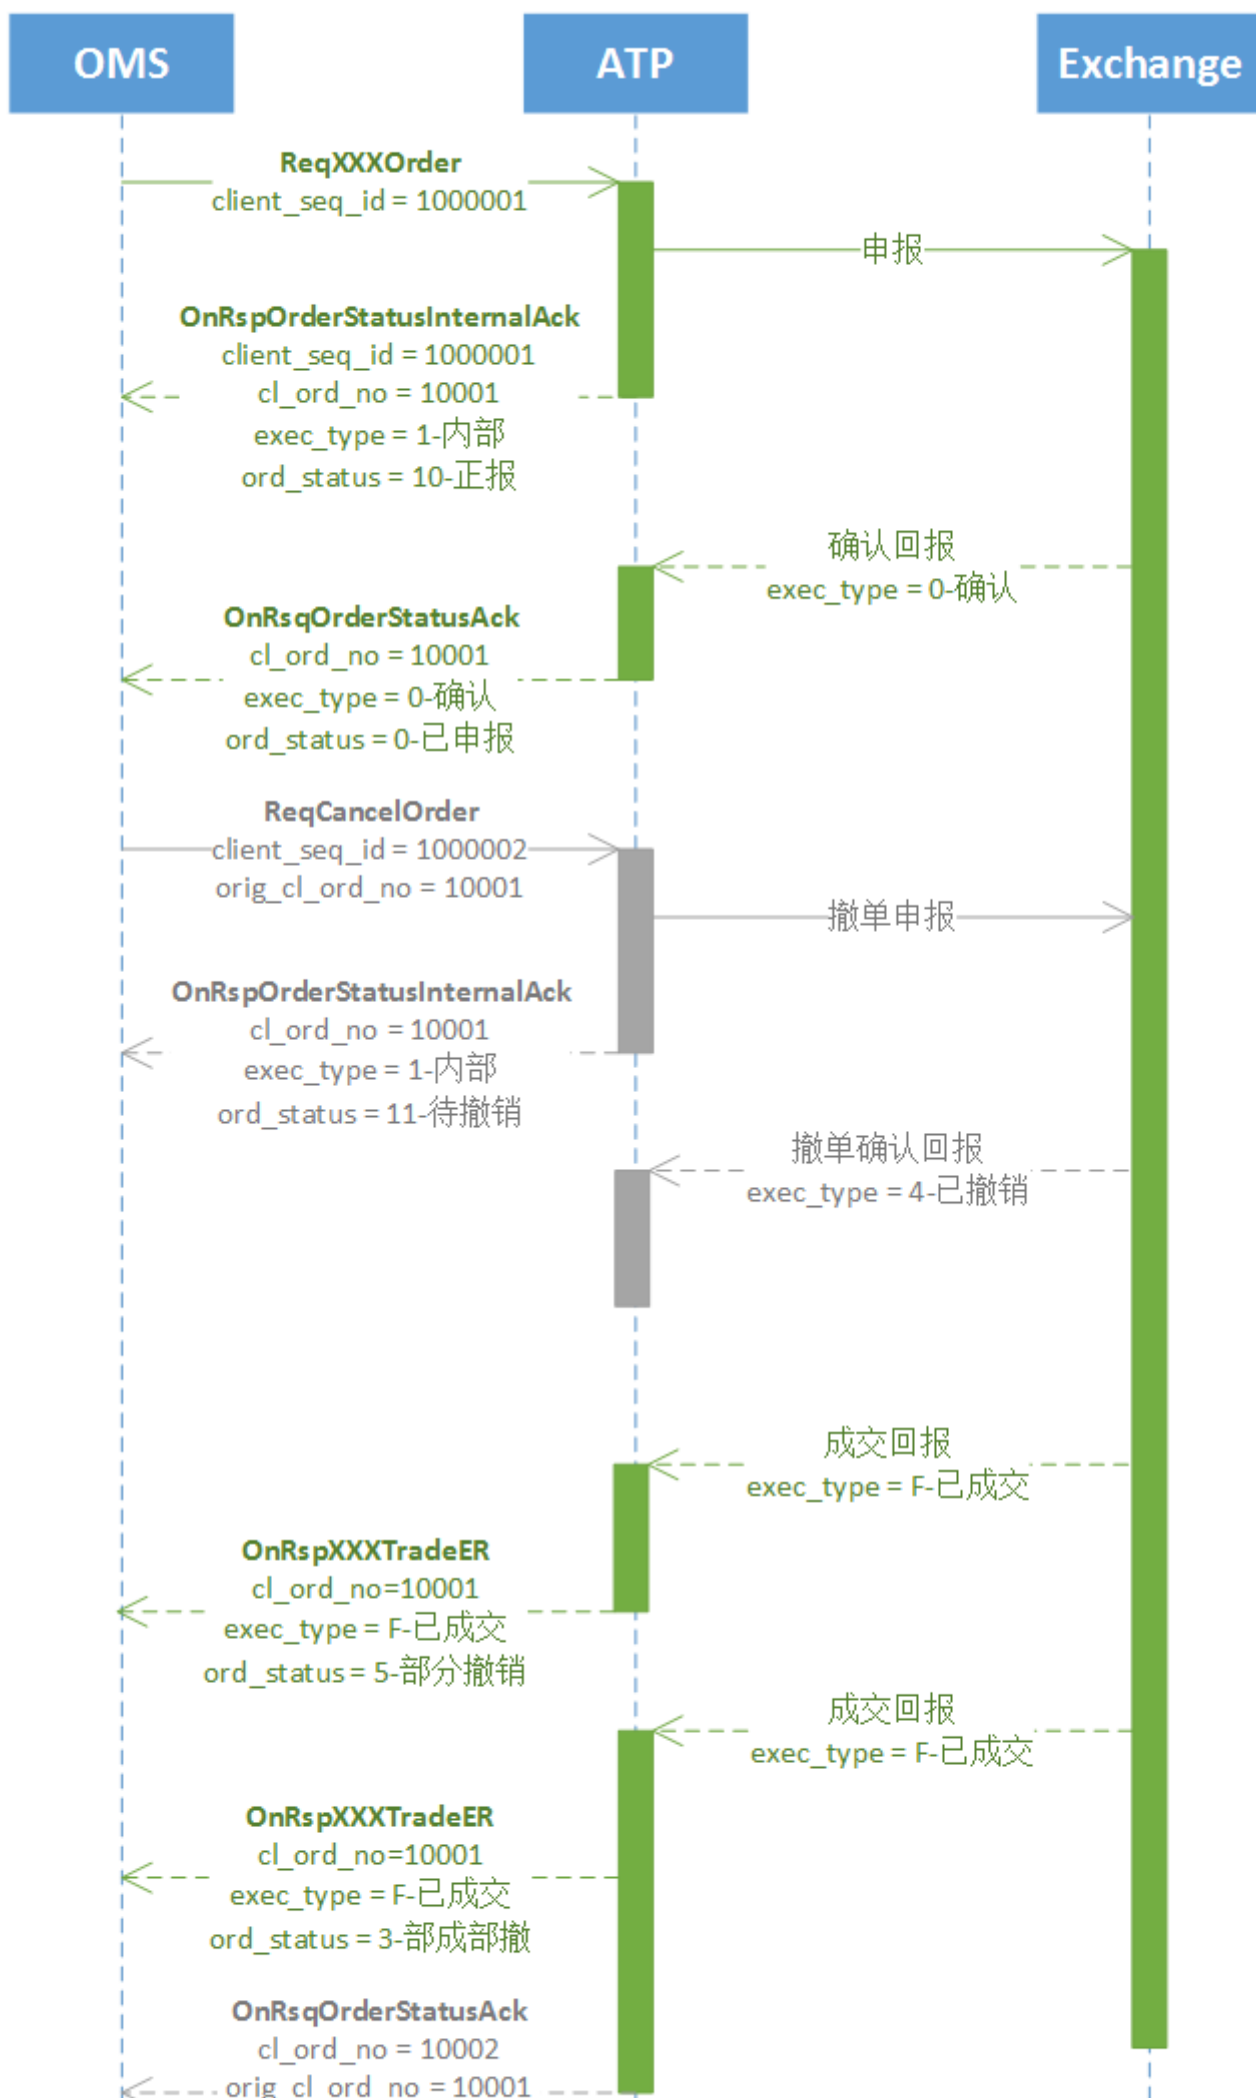 OMS
ATP
Exchange
ReqXXXOrder
client_seq_id = 1000001
申报
OnRspOrderStatusInternalAck
client_seq_id = 1000001
cl_ord_no = 10001
exec_type = 1-内部
ord_status = 10-正报
确认回报
exec_type = 0-确认
OnRsqOrderStatusAck
cl_ord_no = 10001
exec_type = 0-确认
ord_status = 0-已申报
ReqCancelOrder
client_seq_id = 1000002
orig_cl_ord_no = 10001
撤单申报
OnRspOrderStatusInternalAck
cl_ord_no = 10001
exec_type = 1-内部
ord_status = 11-待撤销
撤单确认回报
exec_type = 4-已撤销
成交回报
exec_type = F-已成交
OnRspXXXTradeER
cl_ord_no=10001
exec_type = F-已成交
ord_status = 5-部分撤销
成交回报
exec_type = F-已成交
OnRspXXXTradeER
cl_ord_no=10001
exec_type = F-已成交
ord_status = 3-部成部撤
OnRsqOrderStatusAck
cl_ord_no = 10002
orig_cl_ord_no = 10001